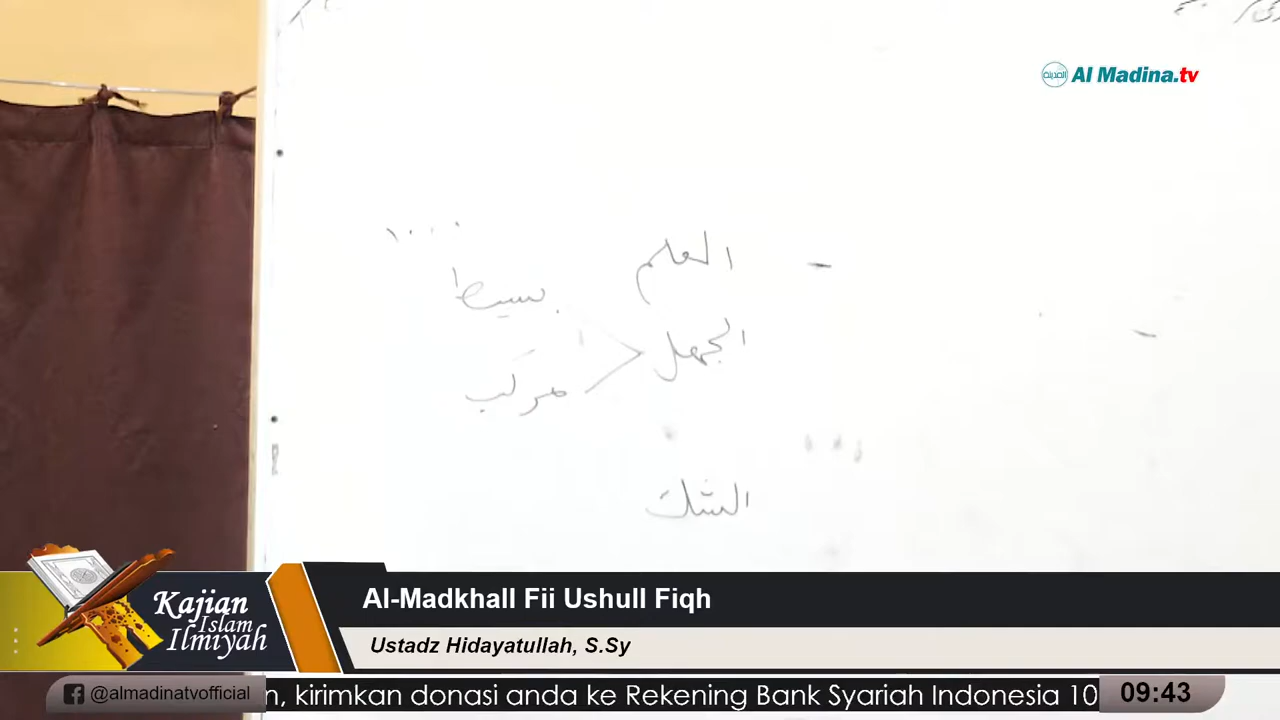 Al Madina.tv
العلم
بسيط
الجهل
مركب
الشك
Kajian
Islam
Ilmiyah
Al-Madkhall Fii Ushull Fiqh
Ustadz Hidayatullah, S.Sy
@almadinatvofficial
n, kirimkan donasi anda ke Rekening Bank Syariah Indonesia 10
09:43